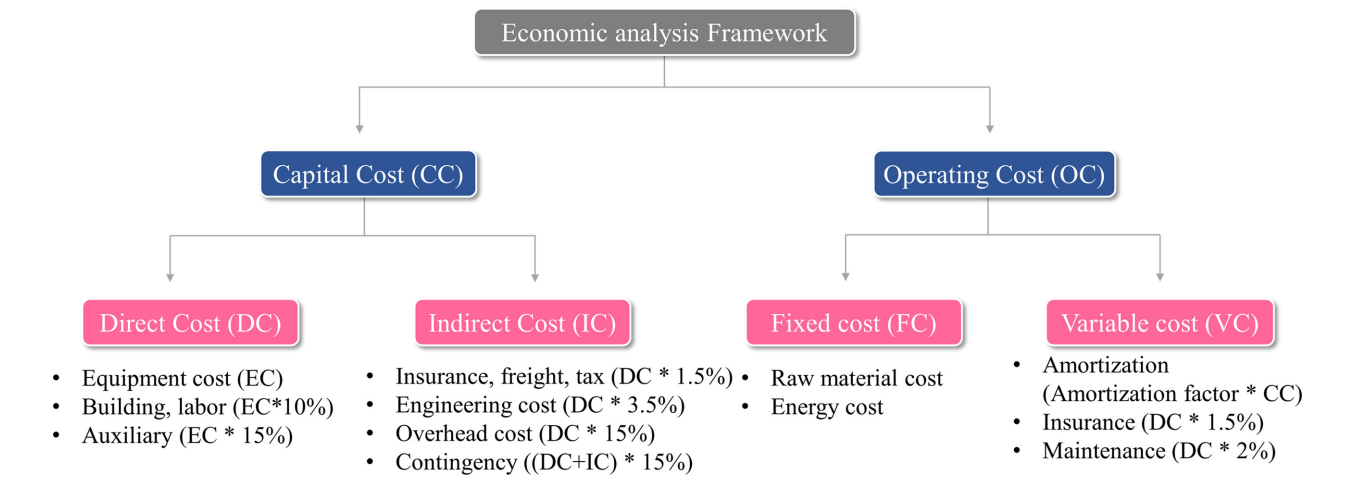 Economic analysis Framework
Capital Cost (CC)
Operating Cost (OC)
Direct Cost (DC)
Indirect Cost (IC)
Fixed cost (FC)
Variable cost (VC)
• Equipment cost (EC)
• Building, labor (EC*10%)
• Auxiliary (EC * 15%)
• Insurance, freight, tax (DC * 1.5%)
• Engineering cost (DC * 3.5%)
• Overhead cost (DC * 15%)
• Contingency ((DC+IC) * 15%)
• Raw material cost
• Energy cost
• Amortization
(Amortization factor * CC)
• Insurance (DC * 1.5%)
• Maintenance (DC * 2%)